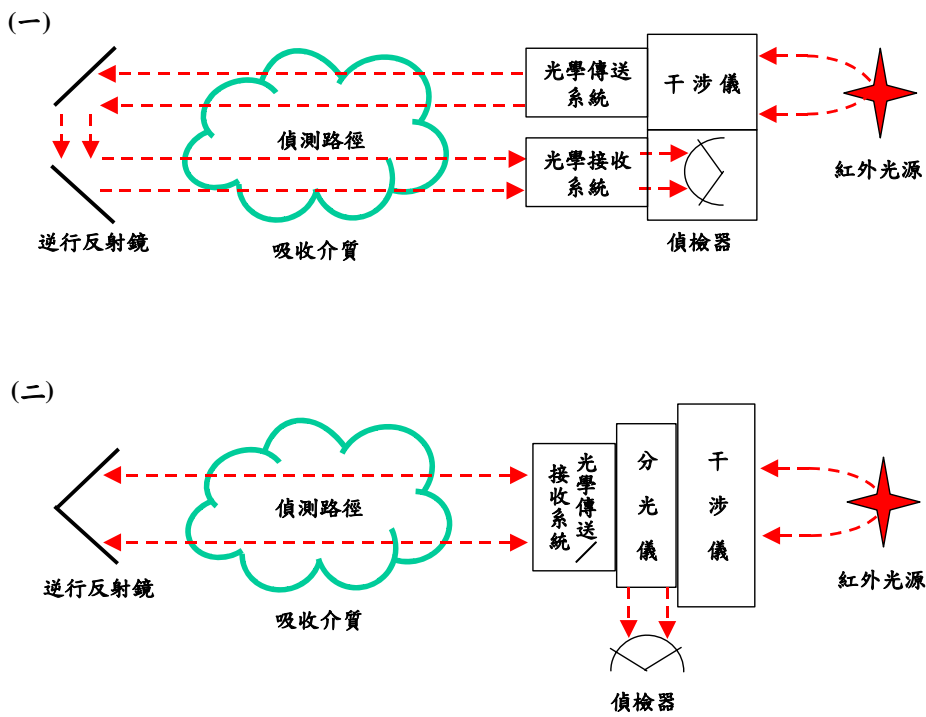 (一)
光學傳送
系統
干涉儀
偵測路徑
光學接收
系統
紅外光源
逆行反射鏡
吸收介質
偵檢器
(二)
光學傳送/
接收系統
分光儀
干涉儀
偵測路徑
逆行反射鏡
紅外光源
吸收介質
偵檢器